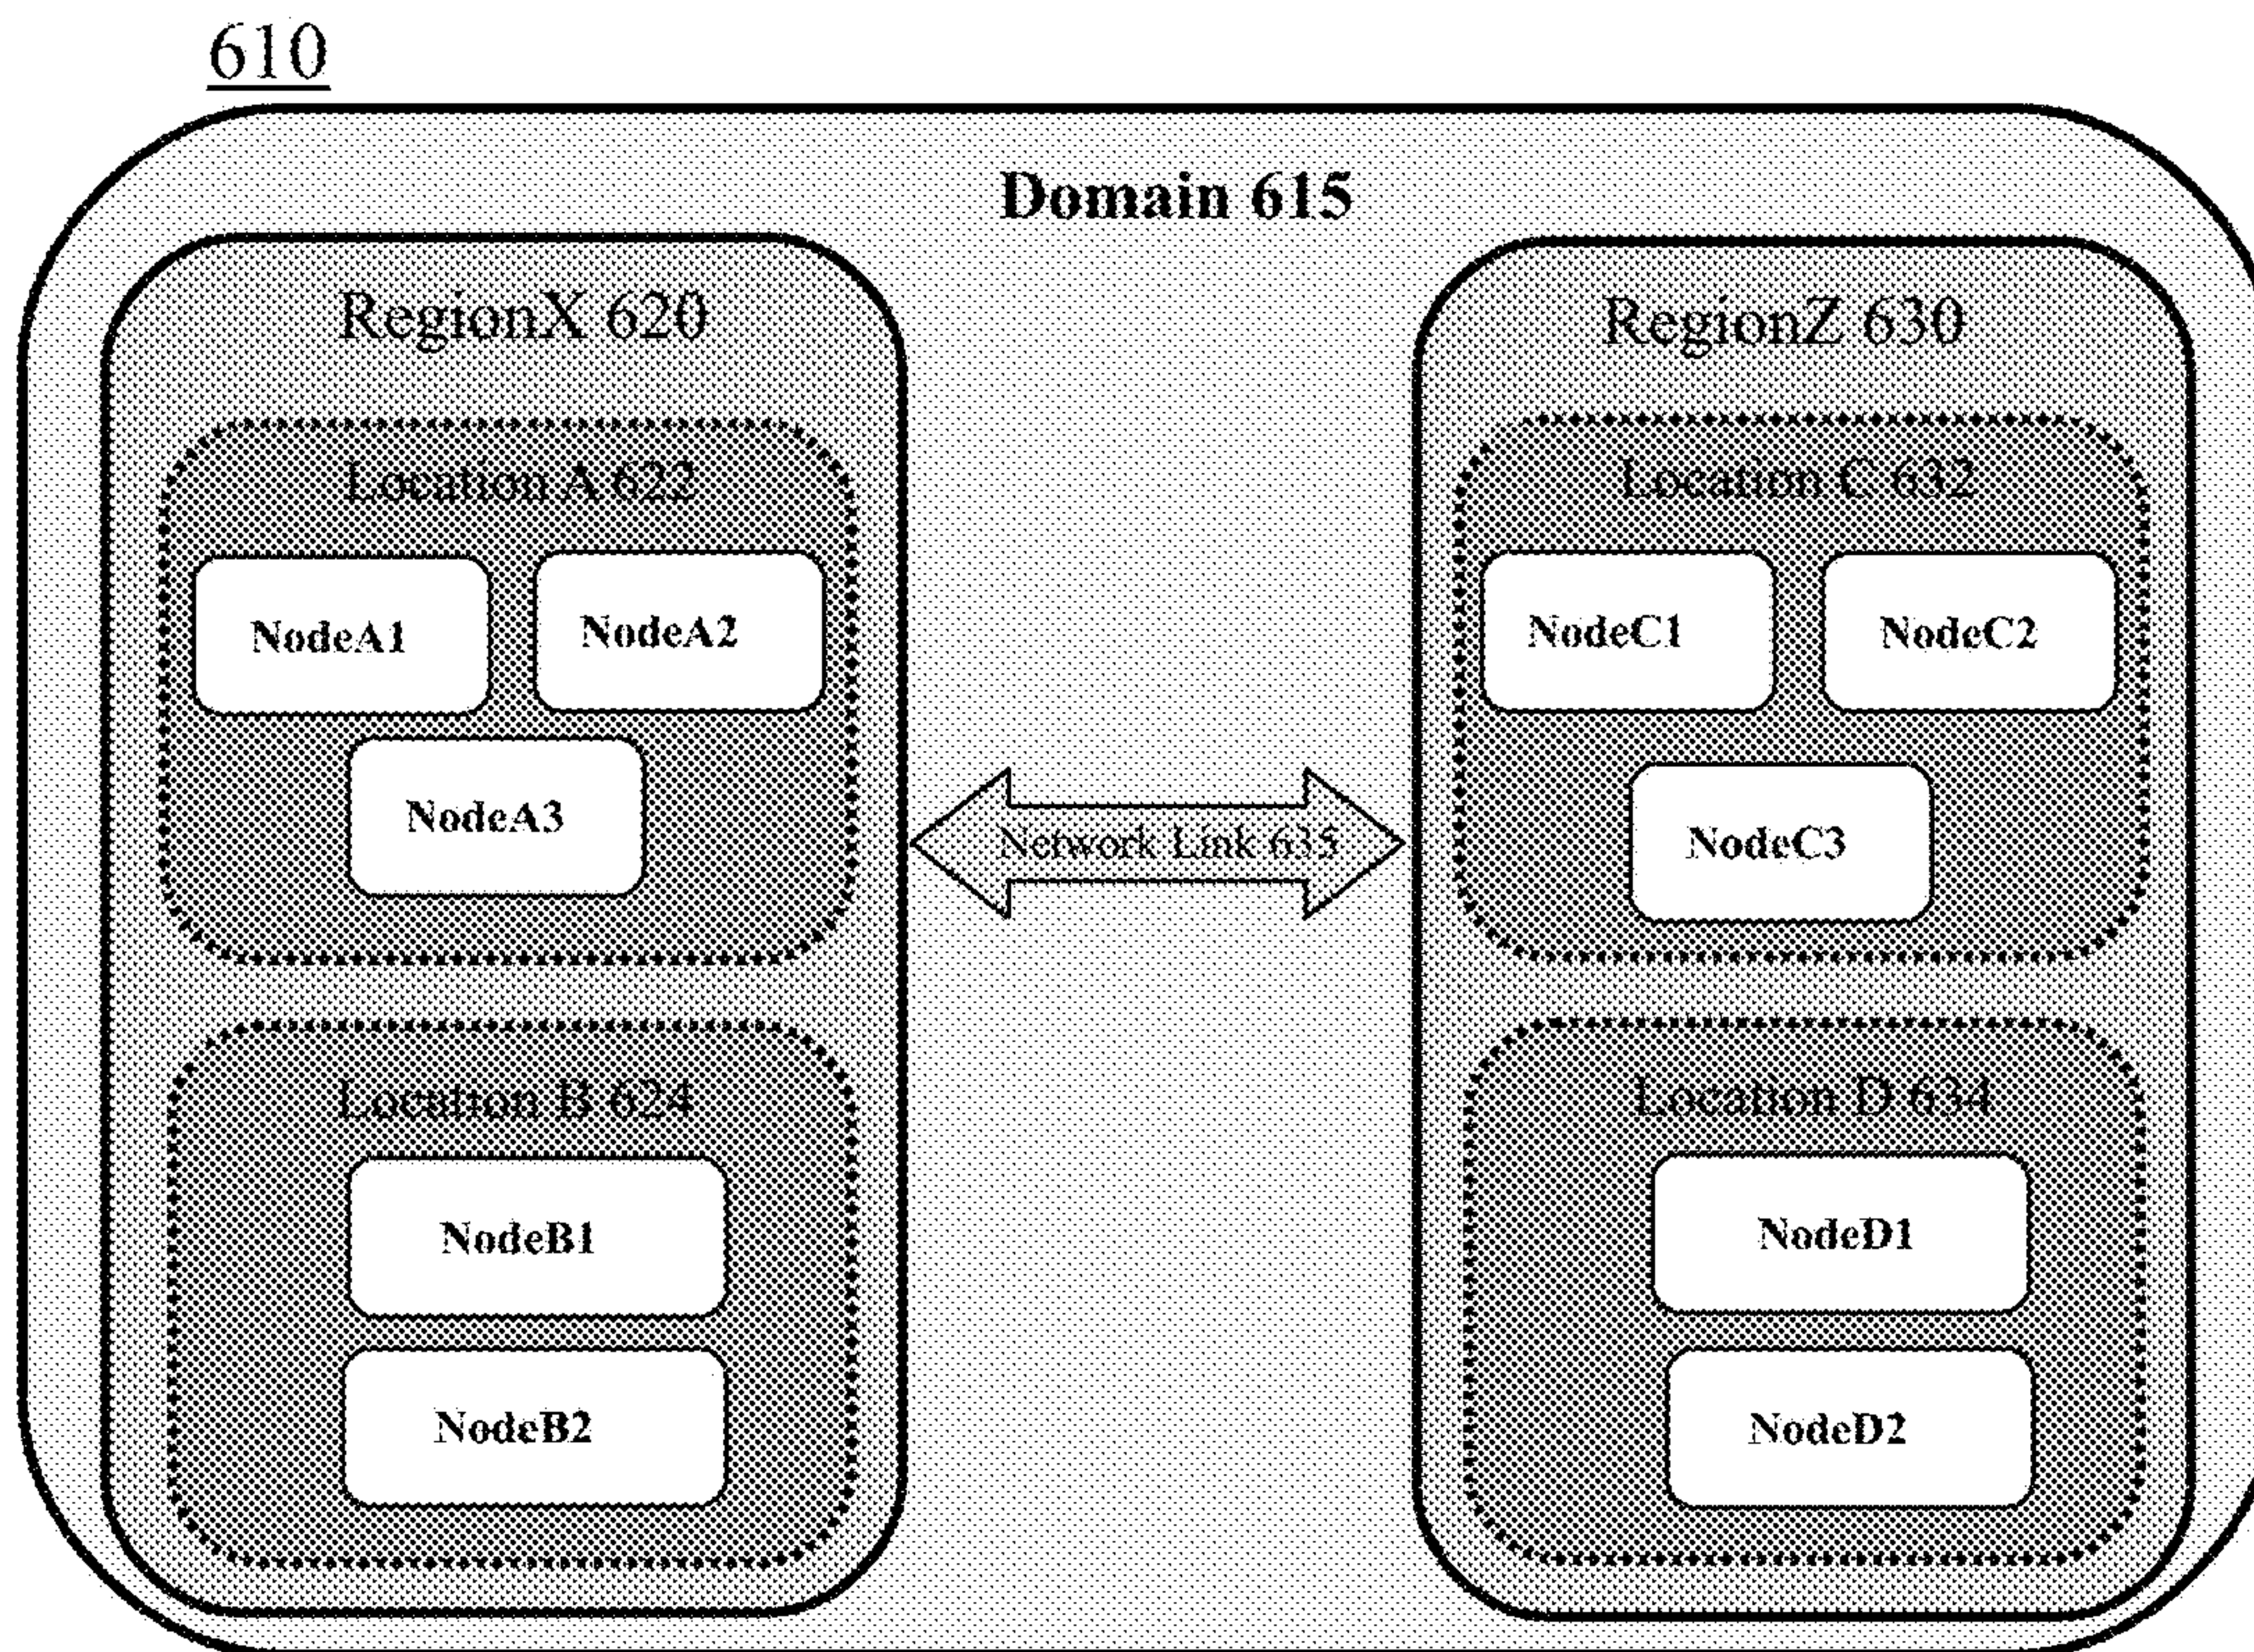 610
Domain 615
RegionX 620
Location A 622
NodeA1
NodeA2
NodeA3
Location B 624
NodeB1
NodeB2
Network Link 635
RegionZ 630
Location C 632
NodeC1
NodeC2
NodeC3
Location D 634
NodeD1
NodeD2